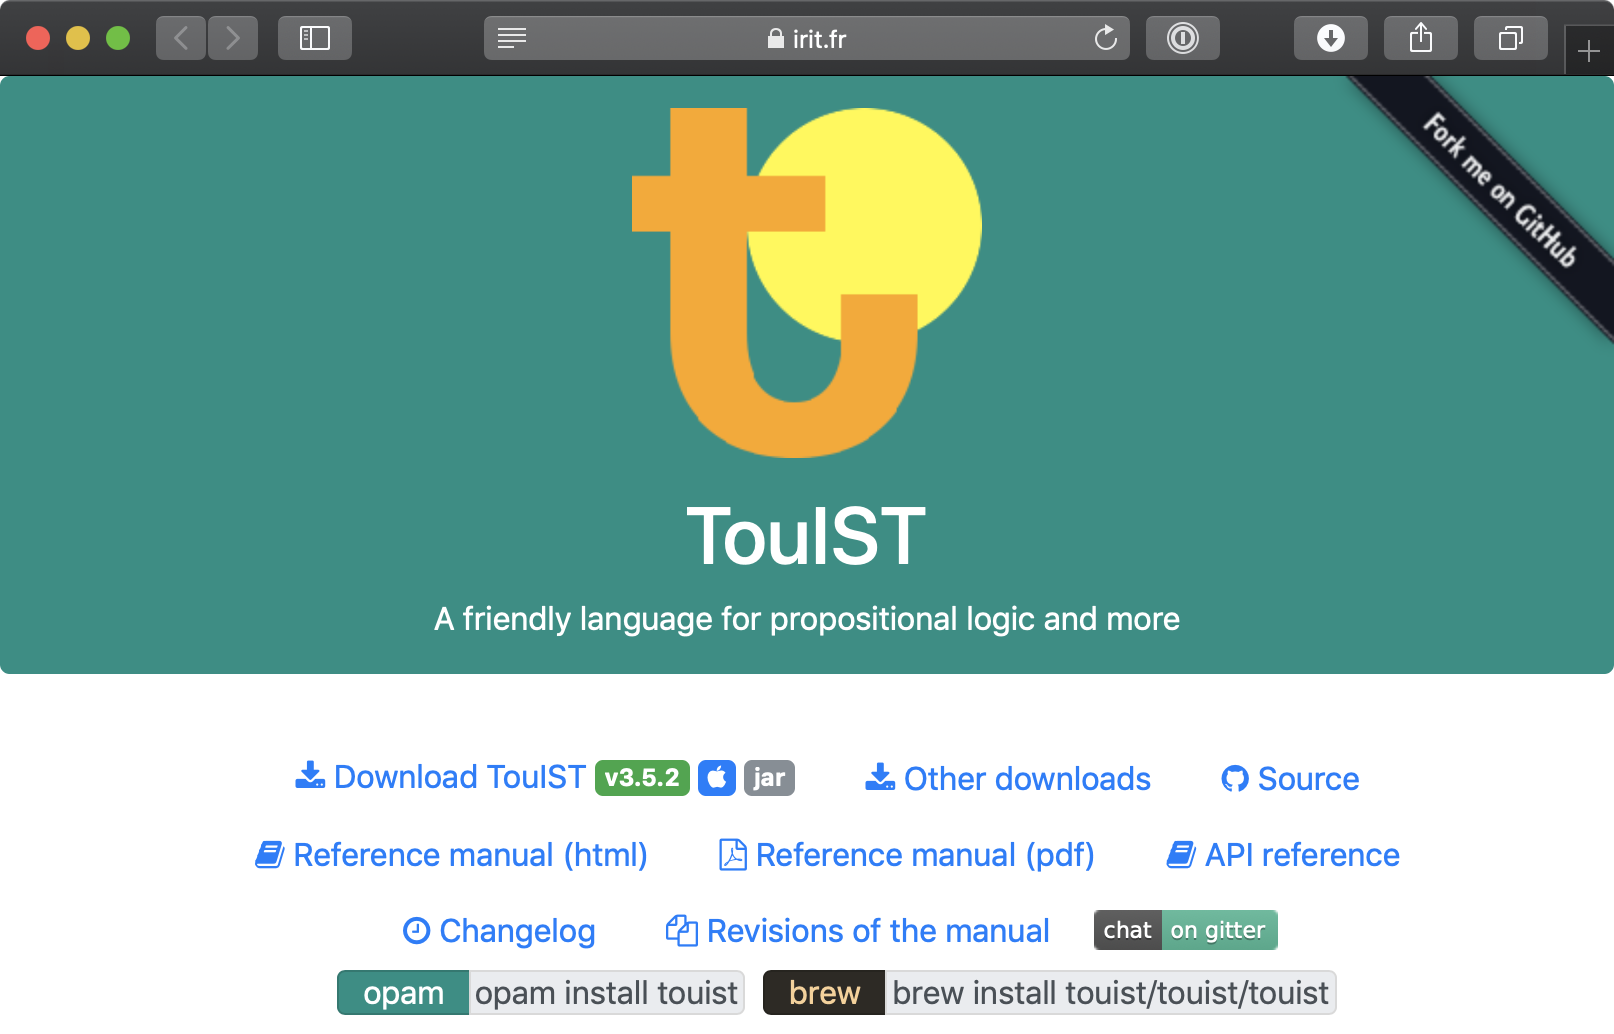 irit.fr
Fork me on GitHub
t
TouIST
A friendly language for propositional logic and more
Download TouIST v3.5.2 jar Other downloads Source
Reference manual (html) Reference manual (pdf) API reference
Changelog Revisions of the manual chat on gitter
opam opam install touist brew brew install touist/touist/touist